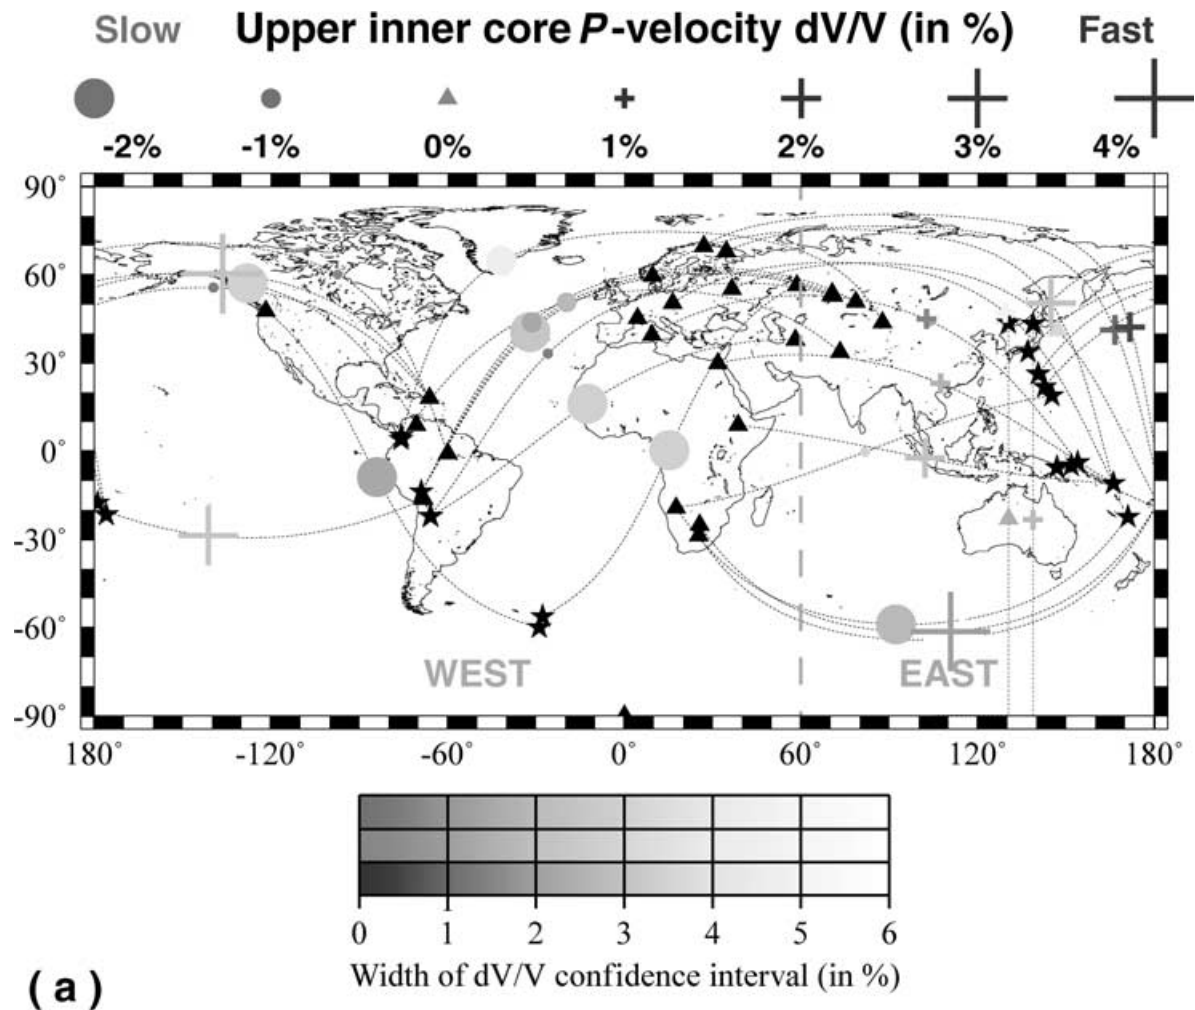 Slow Upper inner core P-velocity dV/V (in %) Fast
-2% -1% 0% 1% 2% 3% 4%
90°
60°
30°
0°
-30°
-60°
-90°
WEST EAST
180° -120° -60° 0° 60° 120° 180°
0 1 2 3 4 5 6
Width of dV/V confidence interval (in %)
(a)